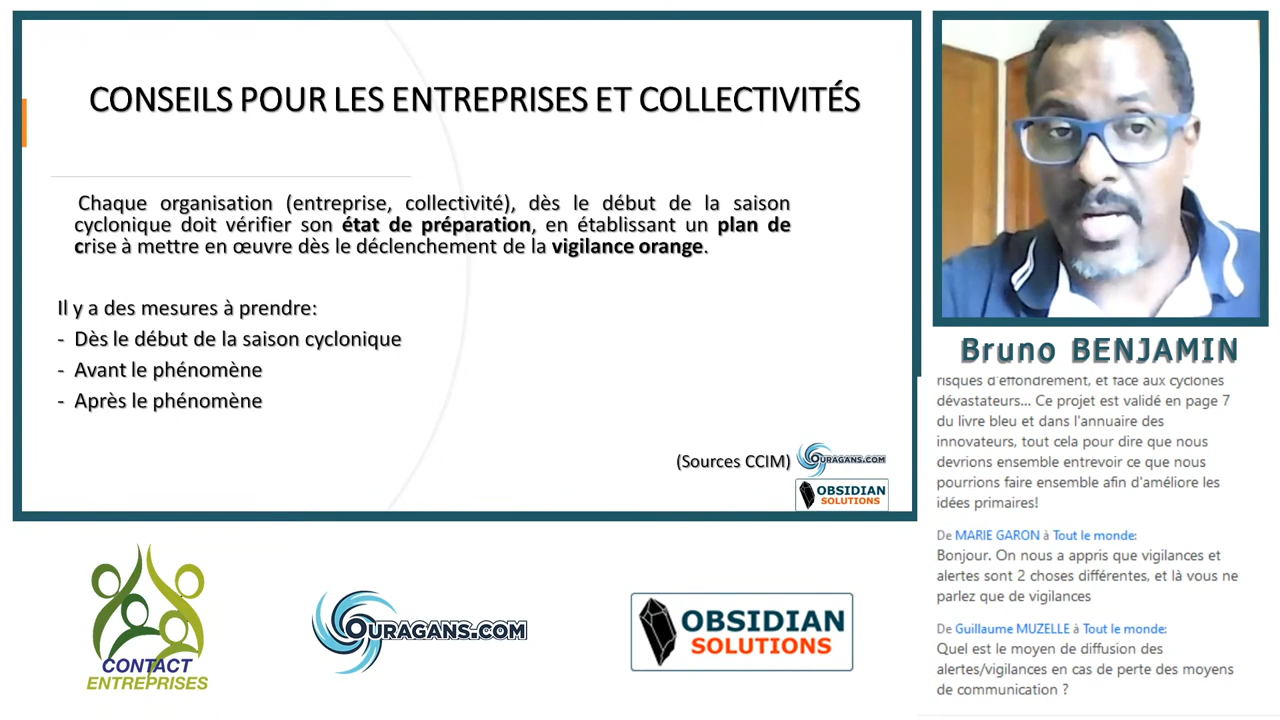 CONSEILS POUR LES ENTREPRISES ET COLLECTIVITÉS
Chaque organisation (entreprise, collectivité), dès le début de la saison
cyclonique doit vérifier son état de préparation, en établissant un plan de
crise à mettre en œuvre dès le déclenchement de la vigilance orange.
Il y a des mesures à prendre:
- Dès le début de la saison cyclonique
- Avant le phénomène
- Après le phénomène
(Sources CCIM)
OURAGANS.COM
OBSIDIAN
SOLUTIONS
Bruno BENJAMIN
risques d'effondrement, et face aux cyclones
dévastateurs... Ce projet est validé en page 7
du livre bleu et dans l'annuaire des
innovateurs, tout cela pour dire que nous
devrions ensemble entrevoir ce que nous
pourrions faire ensemble afin d'améliore les
idées primaires!
De MARIE GARON à Tout le monde:
Bonjour. On nous a appris que vigilances et
alertes sont 2 choses différentes, et là vous ne
parlez que de vigilances
De Guillaume MUZELLE à Tout le monde:
Quel est le moyen de diffusion des
alertes/vigilances en cas de perte des moyens
de communication ?
CONTACT
ENTREPRISES
OURAGANS.COM
OBSIDIAN
SOLUTIONS